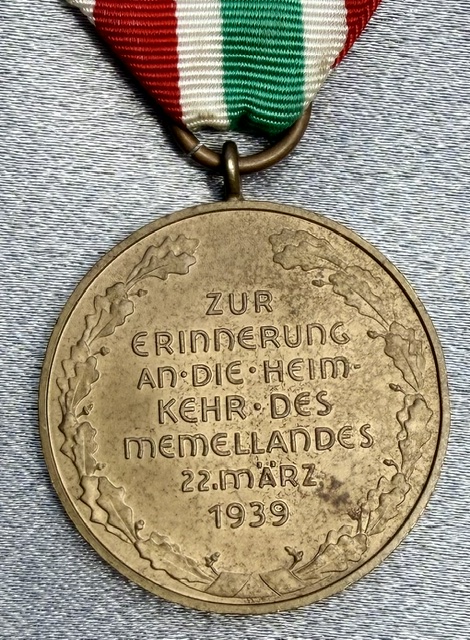 ZUR
ERINNERUNG
AN·DIE·HEIM-
KEHR·DES
MEMELLANDES
22.MÄRZ
1939